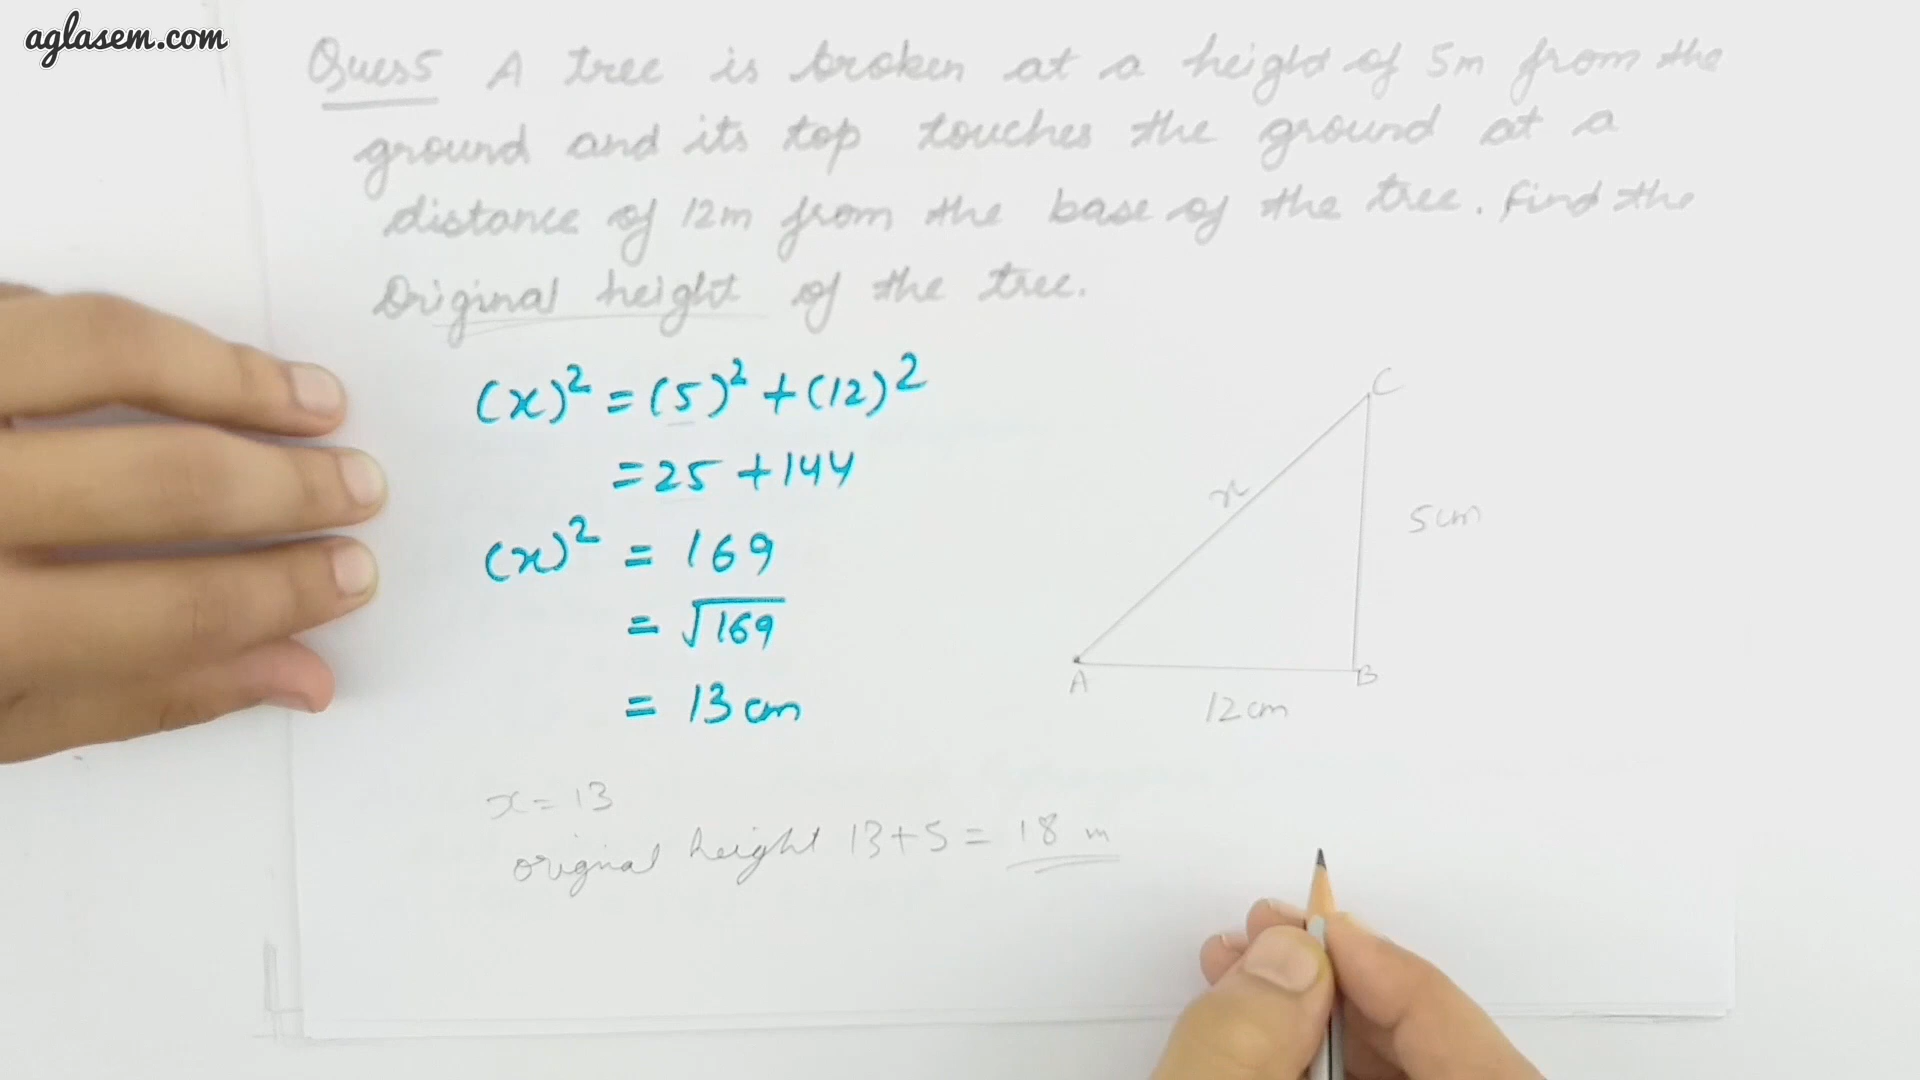 aglasem.com
Ques5 A tree is broken at a height of 5m from the
ground and its top touches the ground at a
distance of 12m from the base of the tree. Find the
Original height of the tree.
(x)² = (5)² + (12)²
= 25 + 144
(x)² = 169
= √169
= 13 cm
C
x
5cm
A
B
12cm
x = 13
original height 13+5 = 18 m